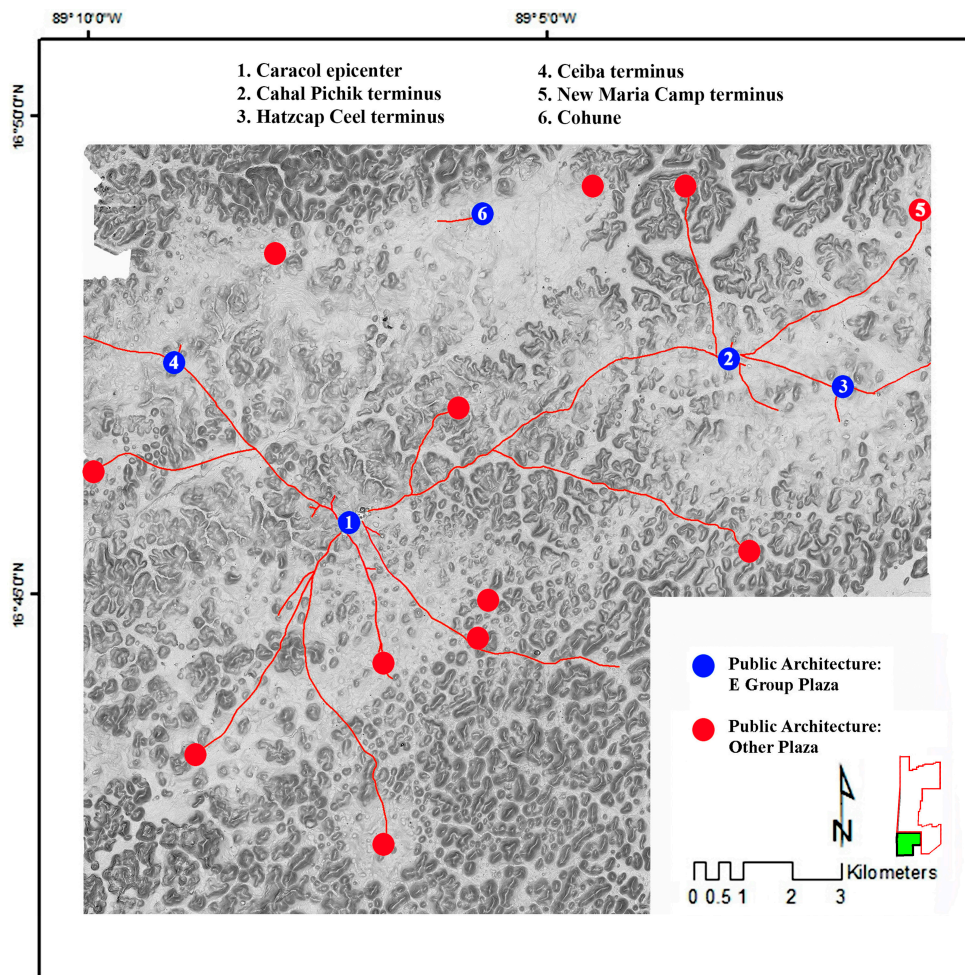 89° 10'0"W
89° 5'0"W
1. Caracol epicenter
2. Cahal Pichik terminus
3. Hatzcap Ceel terminus
4. Ceiba terminus
5. New Maria Camp terminus
6. Cohune
16° 50'0"N
16° 45'0"N
6
5
4
2
3
1
Public Architecture:
E Group Plaza
Public Architecture:
Other Plaza
N
Kilometers
0 0.5 1 2 3